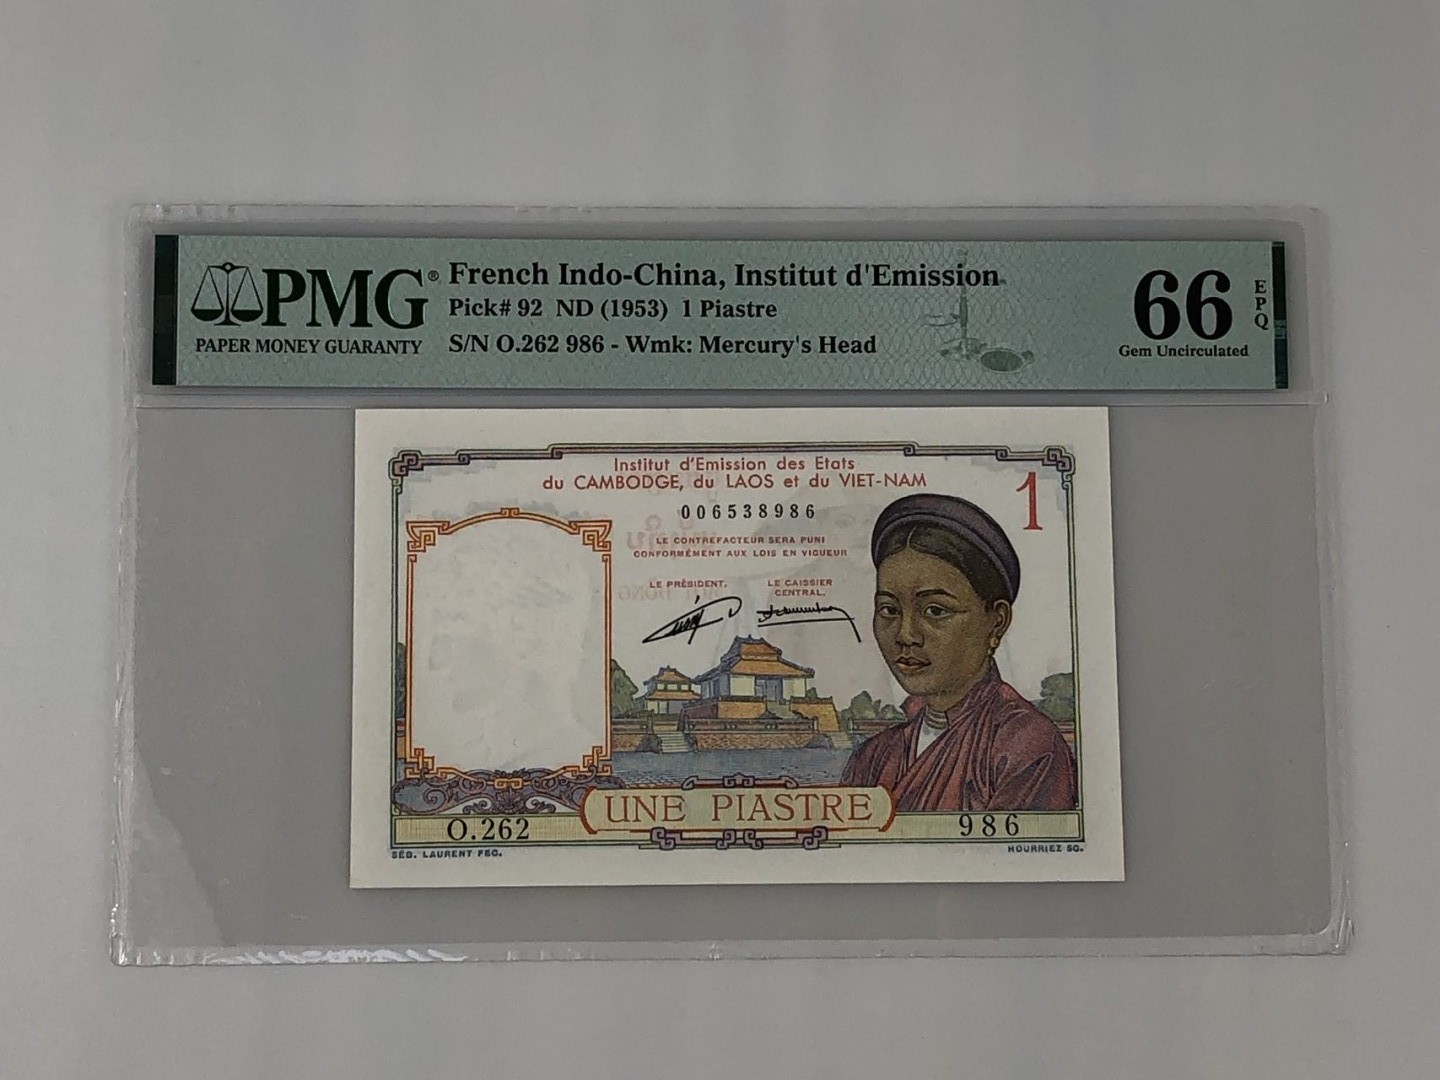 PMG®
PAPER MONEY GUARANTY
French Indo-China, Institut d'Emission
Pick# 92 ND (1953) 1 Piastre
S/N O.262 986 - Wmk: Mercury's Head
66
EPQ
Gem Uncirculated
Institut d'Emission des Etats
du CAMBODGE, du LAOS et du VIET-NAM
1
006538986
LE CONTREFACTEUR SERA PUNI
CONFORMÉMENT AUX LOIS EN VIGUEUR
LE PRÉSIDENT,
LE CAISSIER
CENTRAL,
UNE PIASTRE
O.262
986
SÉB. LAURENT FEC.
HOURRIEZ SC.